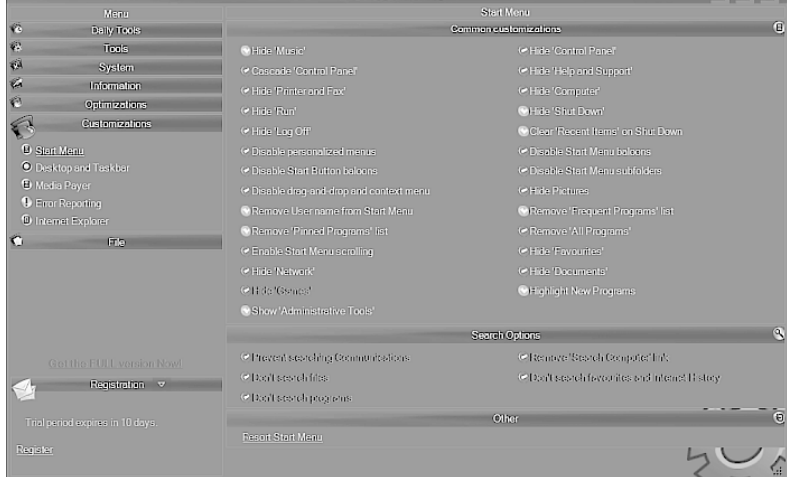 Menu
Daily Tools
Tools
System
Information
Optimizations
Customizations
Start Menu
Desktop and Taskbar
Media Payer
Error Reporting
Internet Explorer
File
Get the FULL version Now!
Registration
Trial period expires in 10 days.
Register
Start Menu
Common customizations
Hide 'Music'
Hide 'Control Panel'
Cascade 'Control Panel'
Hide 'Help and Support'
Hide 'Printer and Fax'
Hide 'Computer'
Hide 'Run'
Hide 'Shut Down'
Hide 'Log Off'
Clear 'Recent Items' on Shut Down
Disable personalized menus
Disable Start Menu baloons
Disable Start Button baloons
Disable Start Menu subfolders
Disable drag-and-drop and context menu
Hide Pictures
Remove User name from Start Menu
Remove 'Frequent Programs' list
Remove 'Pinned Programs' list
Remove 'All Programs'
Enable Start Menu scrolling
Hide 'Favourites'
Hide 'Network'
Hide 'Documents'
Hide 'Games'
Highlight New Programs
Show 'Administrative Tools'
Search Options
Prevent searching Communications
Remove 'Search Computer' link
Don't search files
Don't search favourites and Internet History
Don't search programs
Other
Resort Start Menu